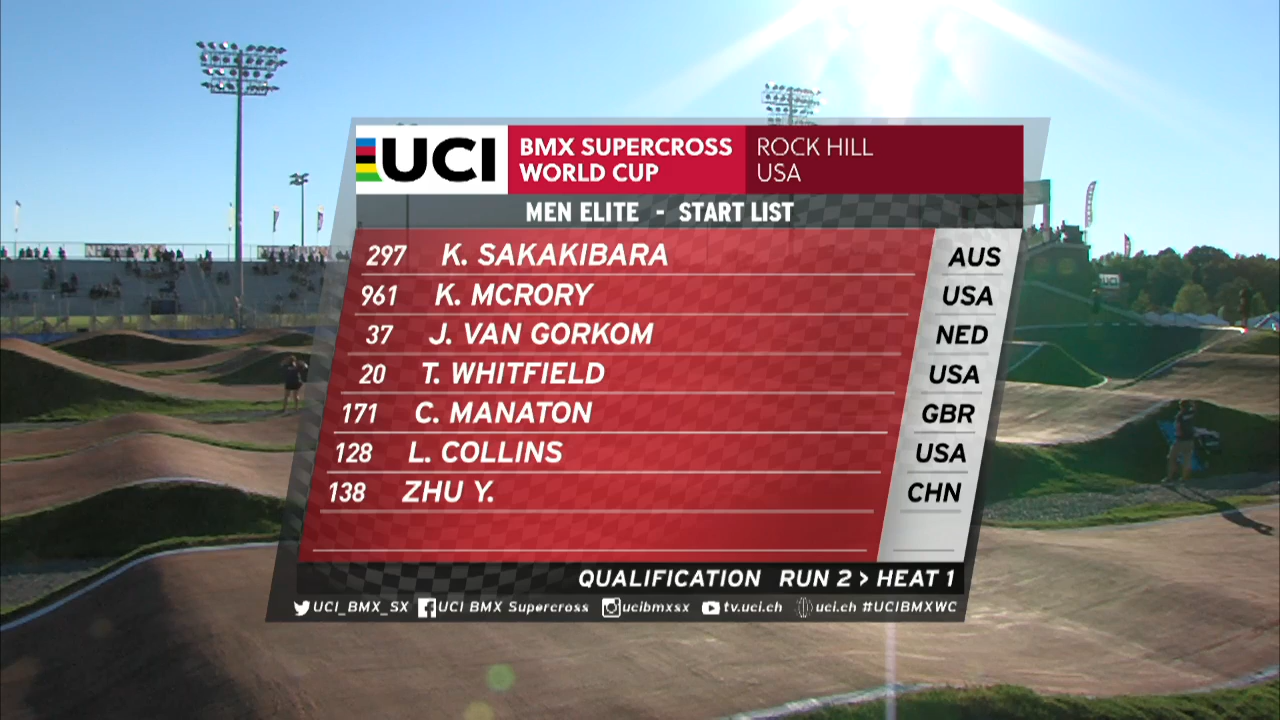 UCI BMX SUPERCROSS WORLD CUP ROCK HILL USA
MEN ELITE - START LIST
297 K. SAKAKIBARA AUS
961 K. MCRORY USA
37 J. VAN GORKOM NED
20 T. WHITFIELD USA
171 C. MANATON GBR
128 L. COLLINS USA
138 ZHU Y. CHN
QUALIFICATION RUN 2 > HEAT 1
UCI_BMX_SX UCI BMX Supercross ucibmxsx tv.uci.ch uci.ch #UCIBMXWC